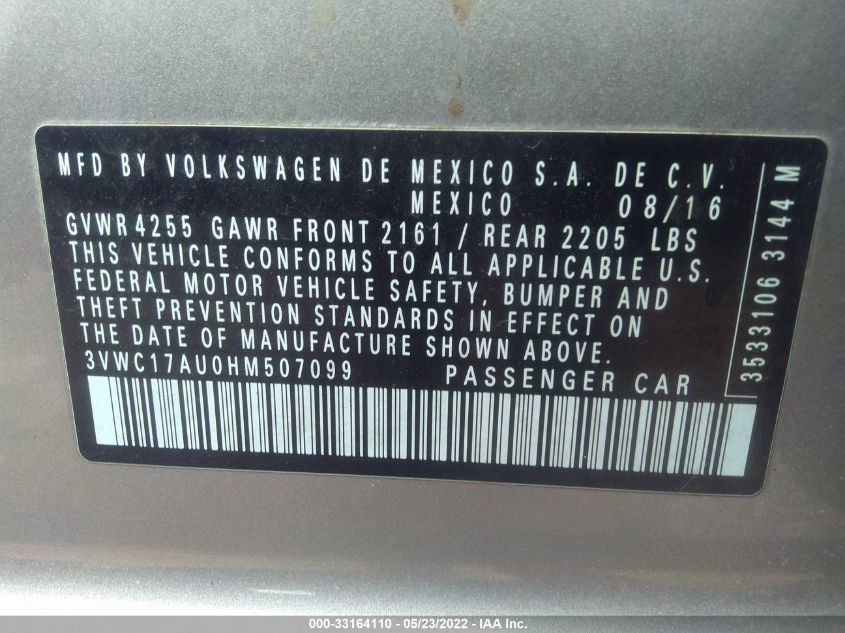 MFD BY VOLKSWAGEN DE MEXICO S.A. DE C.V.
MEXICO 08/16
GVWR 4255 GAWR FRONT 2161 / REAR 2205 LBS
THIS VEHICLE CONFORMS TO ALL APPLICABLE U.S.
FEDERAL MOTOR VEHICLE SAFETY, BUMPER AND
THEFT PREVENTION STANDARDS IN EFFECT ON
THE DATE OF MANUFACTURE SHOWN ABOVE.
3VWC17AU0HM507099 PASSENGER CAR
3533106 3144 M
000-33164110 - 05/23/2022 - IAA Inc.